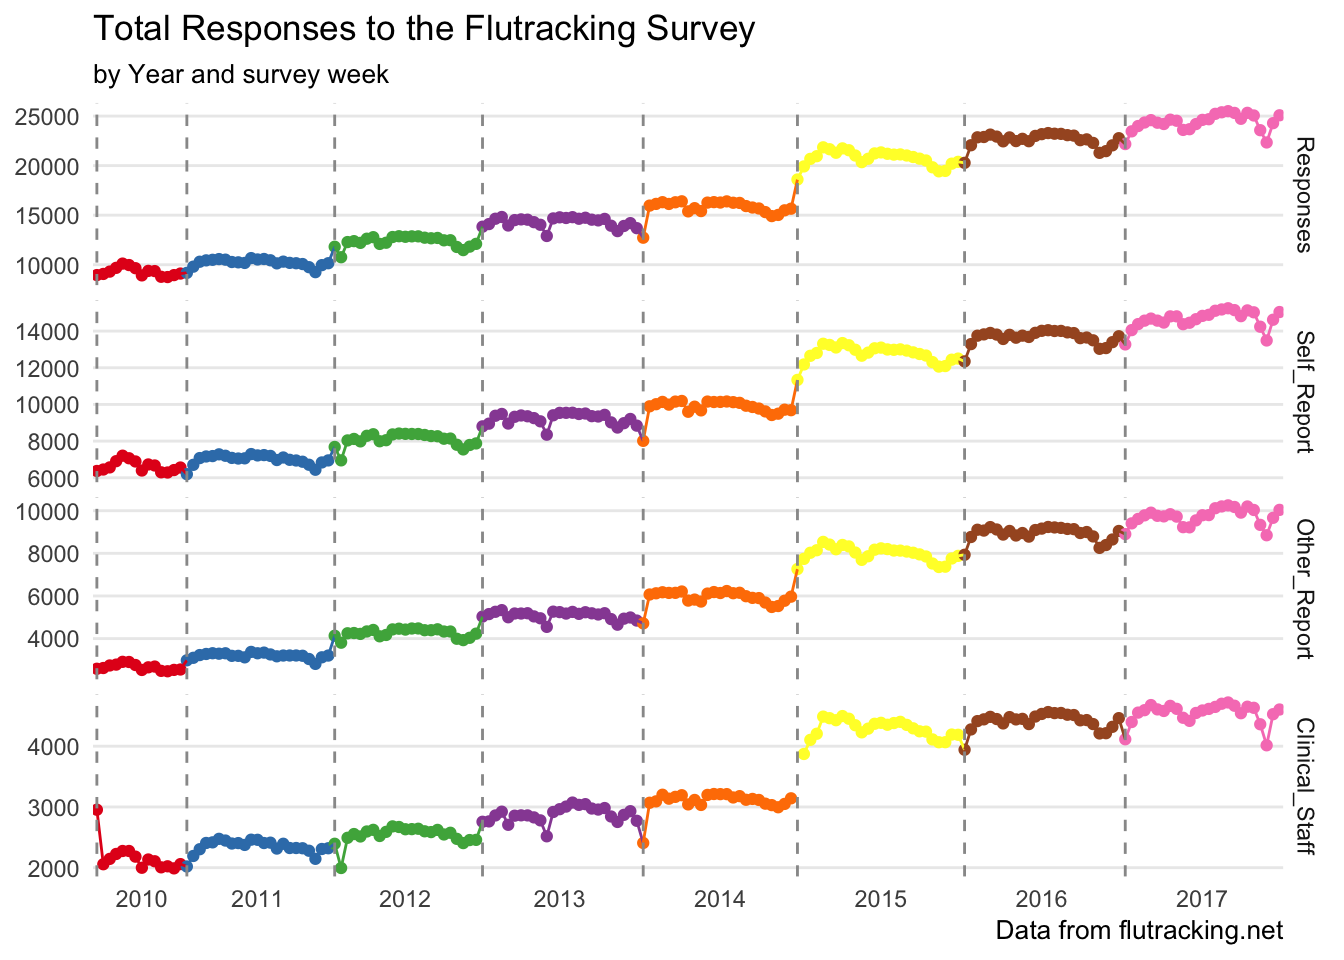 Total Responses to the Flutracking Survey
by Year and survey week
25000
20000
15000
10000
Responses
14000
12000
10000
8000
6000
Self_Report
10000
8000
6000
4000
Other_Report
4000
3000
2000
Clinical_Staff
2010 2011 2012 2013 2014 2015 2016 2017
Data from flutracking.net